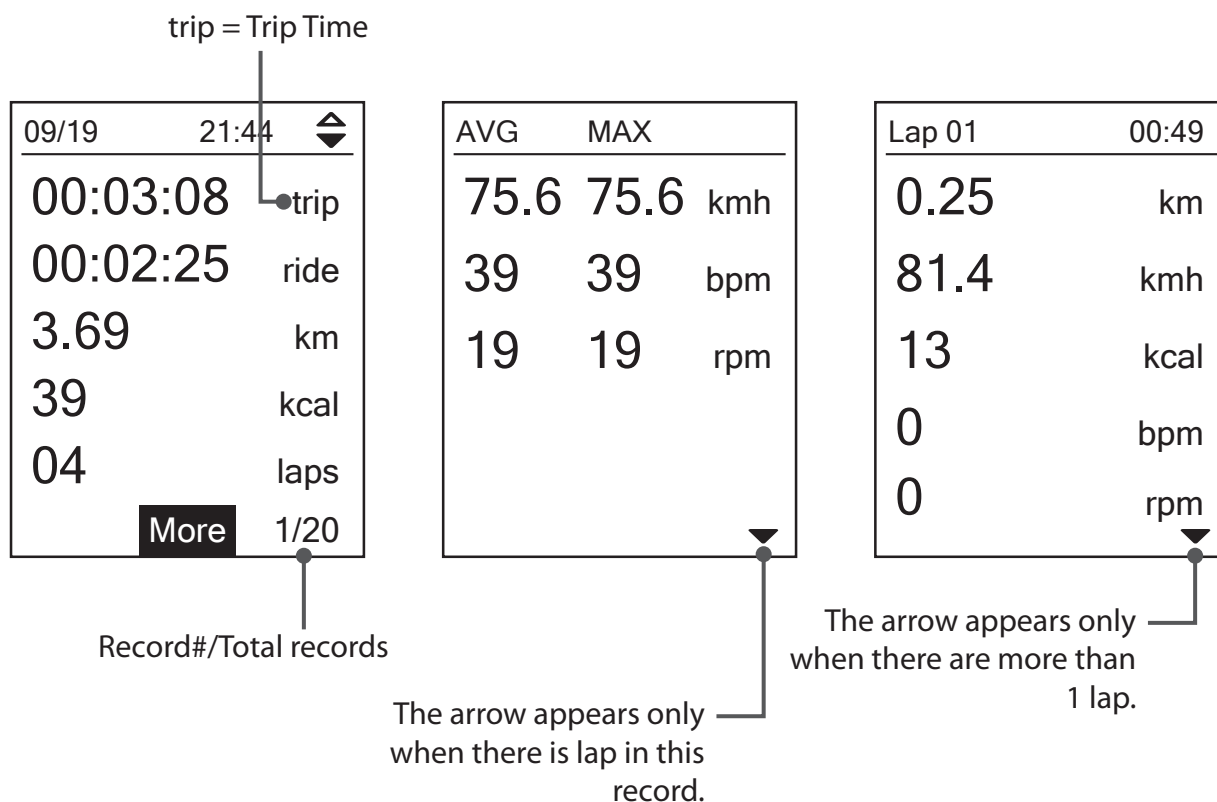 trip = Trip Time
09/19 21:44
00:03:08 trip
00:02:25 ride
3.69 km
39 kcal
04 laps
More 1/20
Record#/Total records
AVG MAX
75.6 75.6 kmh
39 39 bpm
19 19 rpm
The arrow appears only
when there is lap in this
record.
Lap 01 00:49
0.25 km
81.4 kmh
13 kcal
0 bpm
0 rpm
The arrow appears only
when there are more than
1 lap.